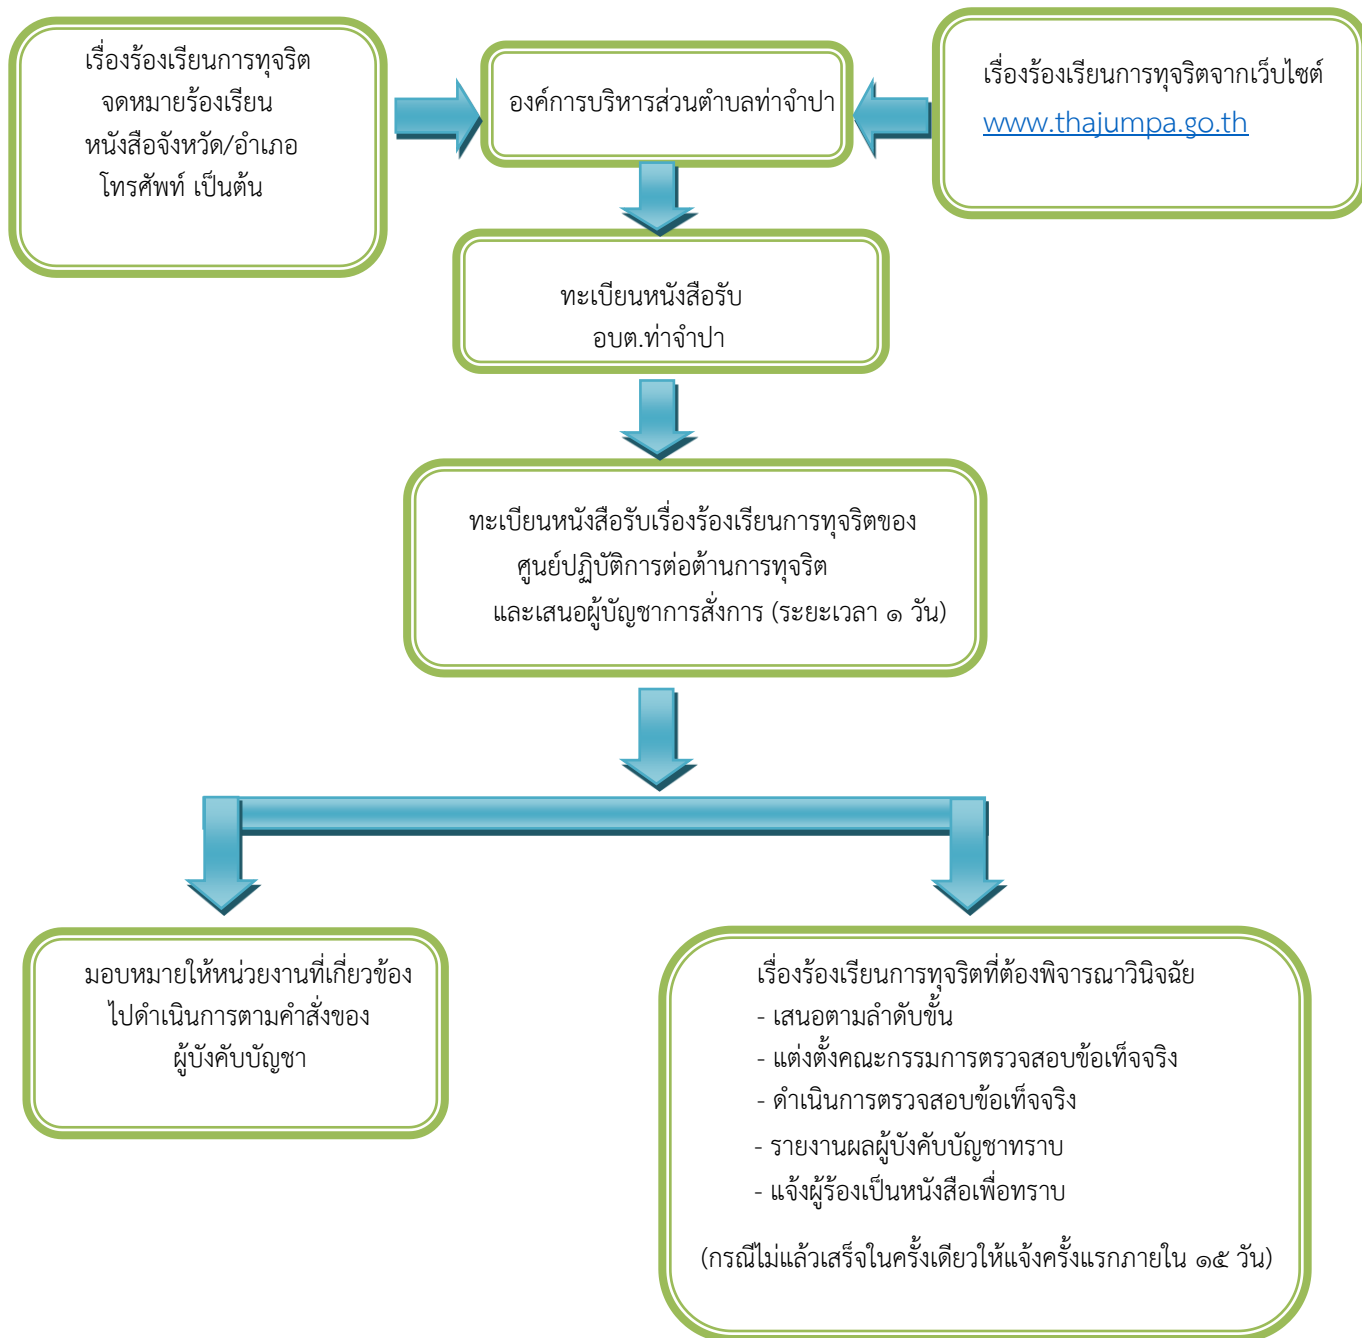 เรื่องร้องเรียนการทุจริต
จดหมายร้องเรียน
หนังสือจังหวัด/อำเภอ
โทรศัพท์ เป็นต้น
องค์การบริหารส่วนตำบลท่าจำปา
เรื่องร้องเรียนการทุจริตจากเว็บไซต์
www.thajumpa.go.th
ทะเบียนหนังสือรับ
อบต.ท่าจำปา
ทะเบียนหนังสือรับเรื่องร้องเรียนการทุจริตของ
ศูนย์ปฏิบัติการต่อต้านการทุจริต
และเสนอผู้บัญชาการสั่งการ (ระยะเวลา ๑ วัน)
มอบหมายให้หน่วยงานที่เกี่ยวข้อง
ไปดำเนินการตามคำสั่งของ
ผู้บังคับบัญชา
เรื่องร้องเรียนการทุจริตที่ต้องพิจารณาวินิจฉัย
- เสนอตามลำดับขั้น
- แต่งตั้งคณะกรรมการตรวจสอบข้อเท็จจริง
- ดำเนินการตรวจสอบข้อเท็จจริง
- รายงานผลผู้บังคับบัญชาทราบ
- แจ้งผู้ร้องเป็นหนังสือเพื่อทราบ
(กรณีไม่แล้วเสร็จในครั้งเดียวให้แจ้งครั้งแรกภายใน ๑๕ วัน)